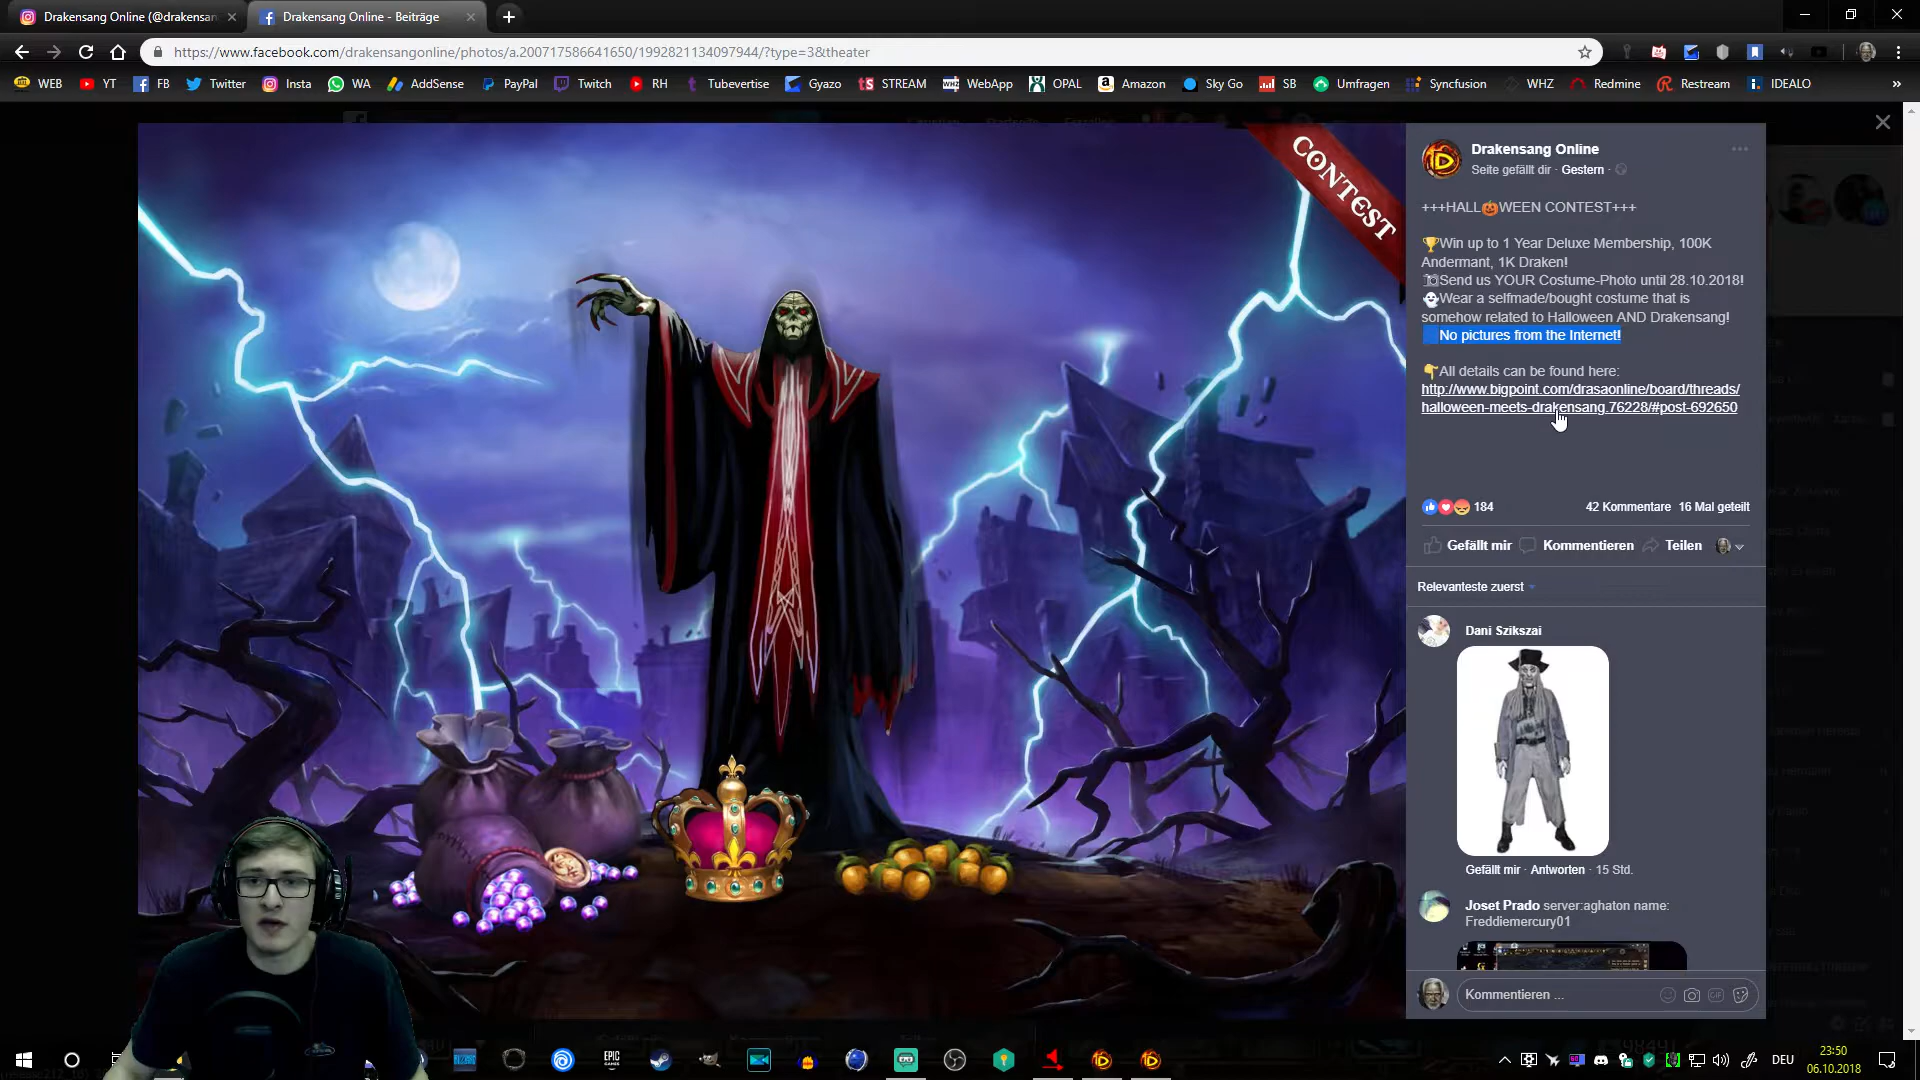 Drakensang Online (@drakensan
Drakensang Online - Beiträge
https://www.facebook.com/drakensangonline/photos/a.200717586641650/1992821134097944/?type=3&theater
WEB YT FB Twitter Insta WA AddSense PayPal Twitch RH Tubevertise Gyazo STREAM WebApp OPAL Amazon Sky Go SB Umfragen Syncfusion WHZ Redmine Restream IDEALO
CONTEST
Drakensang Online
Seite gefällt dir · Gestern ·
+++HALL🎃WEEN CONTEST+++
🏆Win up to 1 Year Deluxe Membership, 100K
Andermant, 1K Draken!
📷Send us YOUR Costume-Photo until 28.10.2018!
👻Wear a selfmade/bought costume that is
somehow related to Halloween AND Drakensang!
No pictures from the Internet!
👇All details can be found here:
http://www.bigpoint.com/drasaonline/board/threads/
halloween-meets-drakensang.76228/#post-692650
184 42 Kommentare 16 Mal geteilt
Gefällt mir Kommentieren Teilen
Relevanteste zuerst
Dani Szikszai
Gefällt mir · Antworten · 15 Std.
Joset Prado server:aghaton name:
Freddiemercury01
Kommentieren ...
EPIC
GAMES
DEU
23:50
06.10.2018